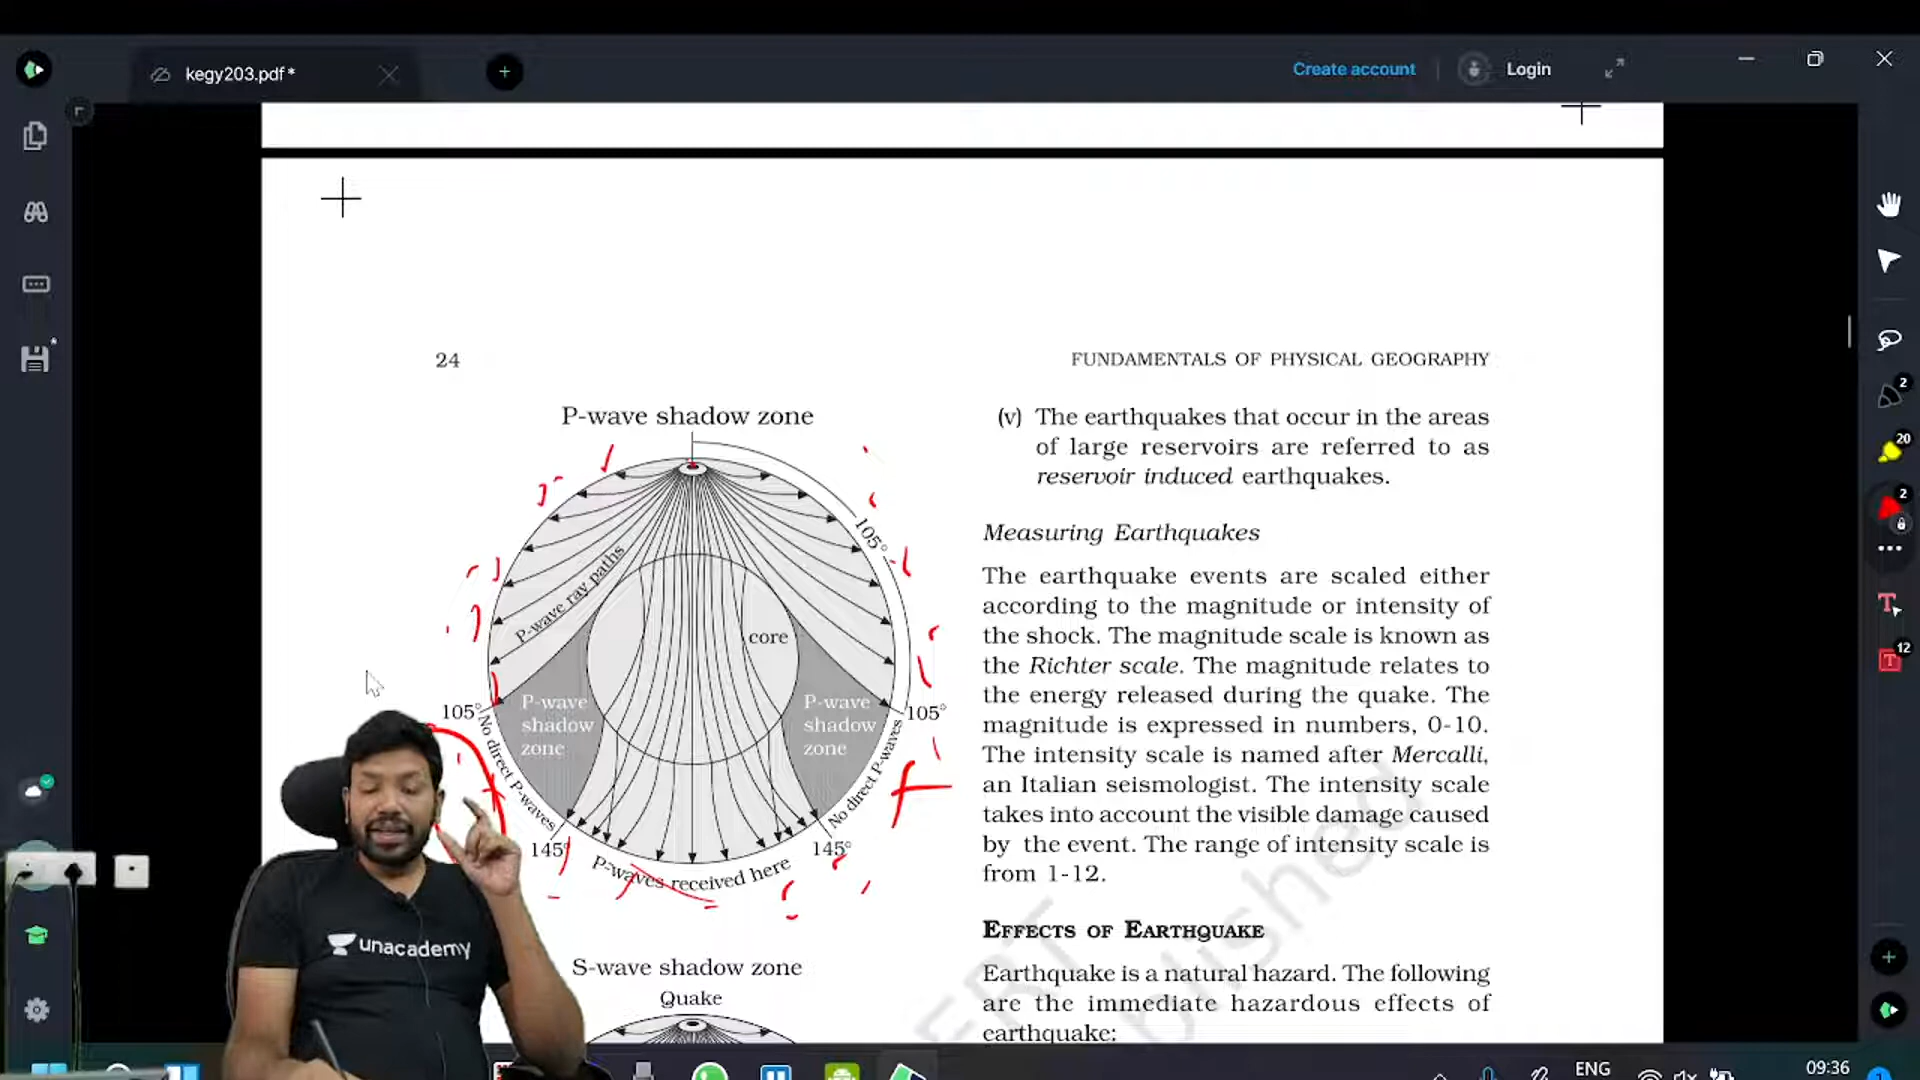 kegy203.pdf *
Create account
Login
24
FUNDAMENTALS OF PHYSICAL GEOGRAPHY
P-wave shadow zone
105°
P-wave ray paths
core
P-wave
shadow
zone
P-wave
shadow
zone
105°
105°
No direct P-waves
No direct P-waves
145°
145°
P-waves received here
S-wave shadow zone
Quake
(v) The earthquakes that occur in the areas
of large reservoirs are referred to as
reservoir induced earthquakes.
Measuring Earthquakes
The earthquake events are scaled either
according to the magnitude or intensity of
the shock. The magnitude scale is known as
the Richter scale. The magnitude relates to
the energy released during the quake. The
magnitude is expressed in numbers, 0-10.
The intensity scale is named after Mercalli,
an Italian seismologist. The intensity scale
takes into account the visible damage caused
by the event. The range of intensity scale is
from 1-12.
EFFECTS OF EARTHQUAKE
Earthquake is a natural hazard. The following
are the immediate hazardous effects of
earthquake:
unacademy
2
20
2
T
T
12
ENG
09:36